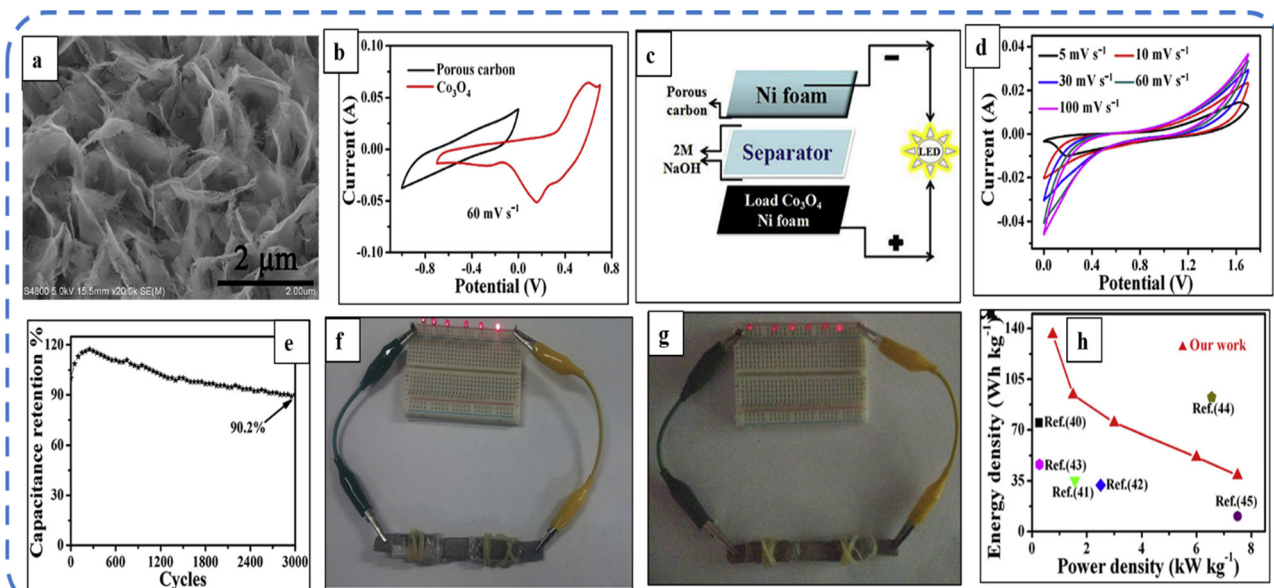 a
2 µm
S4800 5.0kV 15.5mm x20.0k SE(M)
2.00um
b
Porous carbon
Co₃O₄
60 mV s⁻¹
Current (A)
0.10
0.05
0.00
-0.05
-0.10
-0.8
-0.4
0.0
0.4
0.8
Potential (V)
c
Porous
carbon
Ni foam
2M
NaOH
Separator
Load Co₃O₄
Ni foam
-
LED
+
d
5 mV s⁻¹
10 mV s⁻¹
30 mV s⁻¹
60 mV s⁻¹
100 mV s⁻¹
Current (A)
0.04
0.02
0.00
-0.02
-0.04
0.0
0.6
1.2
1.6
Potential (V)
e
Capacitance retention %
120
90
60
30
0
90.2%
0
600
1200
1800
2400
3000
Cycles
f
g
h
Energy density (Wh kg⁻¹)
140
105
70
35
0
Our work
Ref.(44)
Ref.(40)
Ref.(43)
Ref.(41)
Ref.(42)
Ref.(45)
0
2
4
6
8
Power density (kW kg⁻¹)